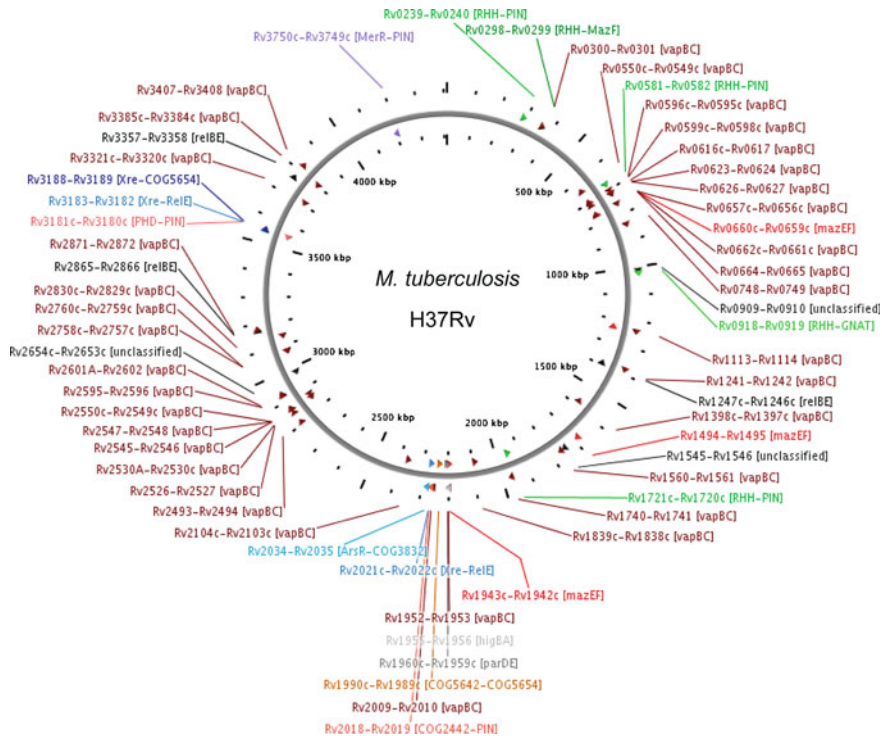 Rv0239-Rv0240 [RHH-PIN]
Rv0298-Rv0299 [RHH-MazF]
Rv3750c-Rv3749c [MerR-PIN]
Rv0300-Rv0301 [vapBC]
Rv0550c-Rv0549c [vapBC]
Rv0581-Rv0582 [RHH-PIN]
Rv0596c-Rv0595c [vapBC]
Rv0599c-Rv0598c [vapBC]
Rv0616c-Rv0617 [vapBC]
Rv0623-Rv0624 [vapBC]
Rv0626-Rv0627 [vapBC]
Rv0657c-Rv0656c [vapBC]
Rv0660c-Rv0659c [mazEF]
Rv0662c-Rv0661c [vapBC]
Rv0664-Rv0665 [vapBC]
Rv0748-Rv0749 [vapBC]
Rv0909-Rv0910 [unclassified]
Rv0918-Rv0919 [RHH-GNAT]
Rv1113-Rv1114 [vapBC]
Rv1241-Rv1242 [vapBC]
Rv1247c-Rv1246c [relBE]
Rv1398c-Rv1397c [vapBC]
Rv1494-Rv1495 [mazEF]
Rv1545-Rv1546 [unclassified]
Rv1560-Rv1561 [vapBC]
Rv1721c-Rv1720c [RHH-PIN]
Rv1740-Rv1741 [vapBC]
Rv1839c-Rv1838c [vapBC]
Rv3407-Rv3408 [vapBC]
Rv3385c-Rv3384c [vapBC]
Rv3357-Rv3358 [relBE]
Rv3321c-Rv3320c [vapBC]
Rv3188-Rv3189 [Xre-COG5654]
Rv3183-Rv3182 [Xre-RelE]
Rv3181c-Rv3180c [PHD-PIN]
Rv2871-Rv2872 [vapBC]
Rv2865-Rv2866 [relBE]
Rv2830c-Rv2829c [vapBC]
Rv2760c-Rv2759c [vapBC]
Rv2758c-Rv2757c [vapBC]
Rv2654c-Rv2653c [unclassified]
Rv2601A-Rv2602 [vapBC]
Rv2595-Rv2596 [vapBC]
Rv2550c-Rv2549c [vapBC]
Rv2547-Rv2548 [vapBC]
Rv2545-Rv2546 [vapBC]
Rv2530A-Rv2530c [vapBC]
Rv2526-Rv2527 [vapBC]
Rv2493-Rv2494 [vapBC]
Rv2104c-Rv2103c [vapBC]
Rv2034-Rv2035 [ArsR-COG3832]
Rv2021c-Rv2022c [Xre-RelE]
Rv1943c-Rv1942c [mazEF]
Rv1952-Rv1953 [vapBC]
Rv1955-Rv1956 [higBA]
Rv1960c-Rv1959c [parDE]
Rv1990c-Rv1989c [COG5642-COG5654]
Rv2009-Rv2010 [vapBC]
Rv2018-Rv2019 [COG2442-PIN]
4000 kbp
500 kbp
3500 kbp
1000 kbp
M. tuberculosis
H37Rv
3000 kbp
1500 kbp
2500 kbp
2000 kbp